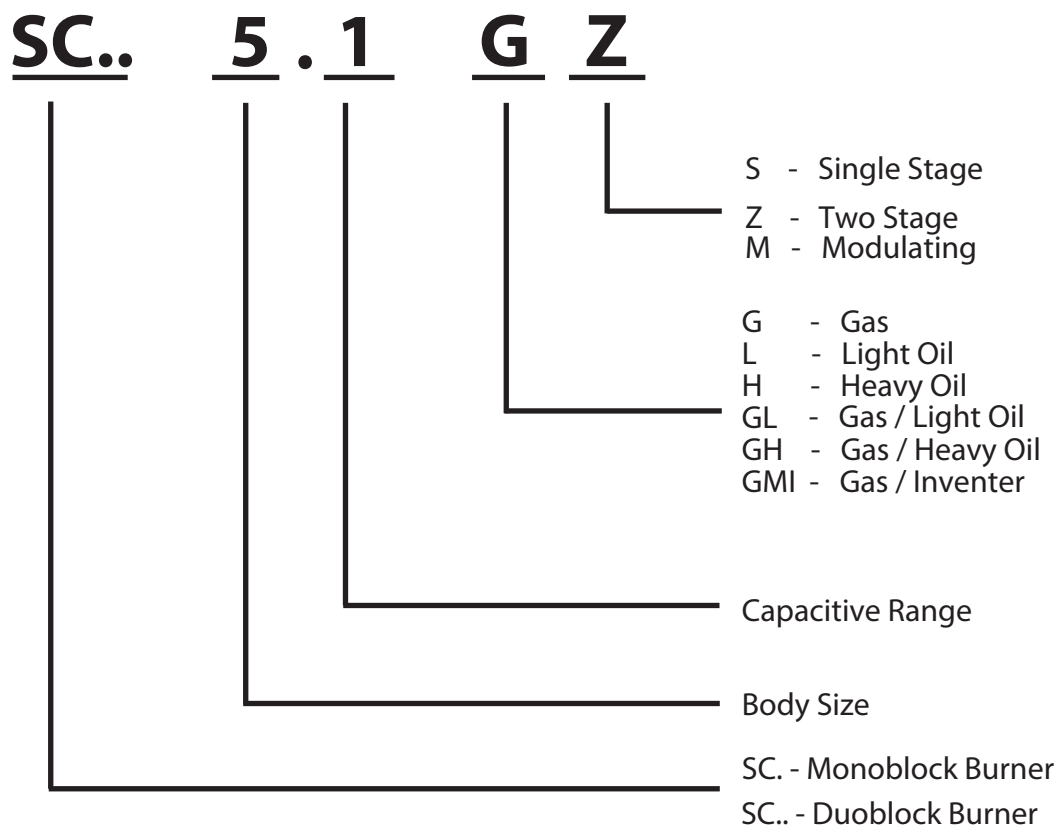 SC.. 5 . 1 G Z
S - Single Stage
Z - Two Stage
M - Modulating
G - Gas
L - Light Oil
H - Heavy Oil
GL - Gas / Light Oil
GH - Gas / Heavy Oil
GMI - Gas / Inventer
Capacitive Range
Body Size
SC. - Monoblock Burner
SC.. - Duoblock Burner